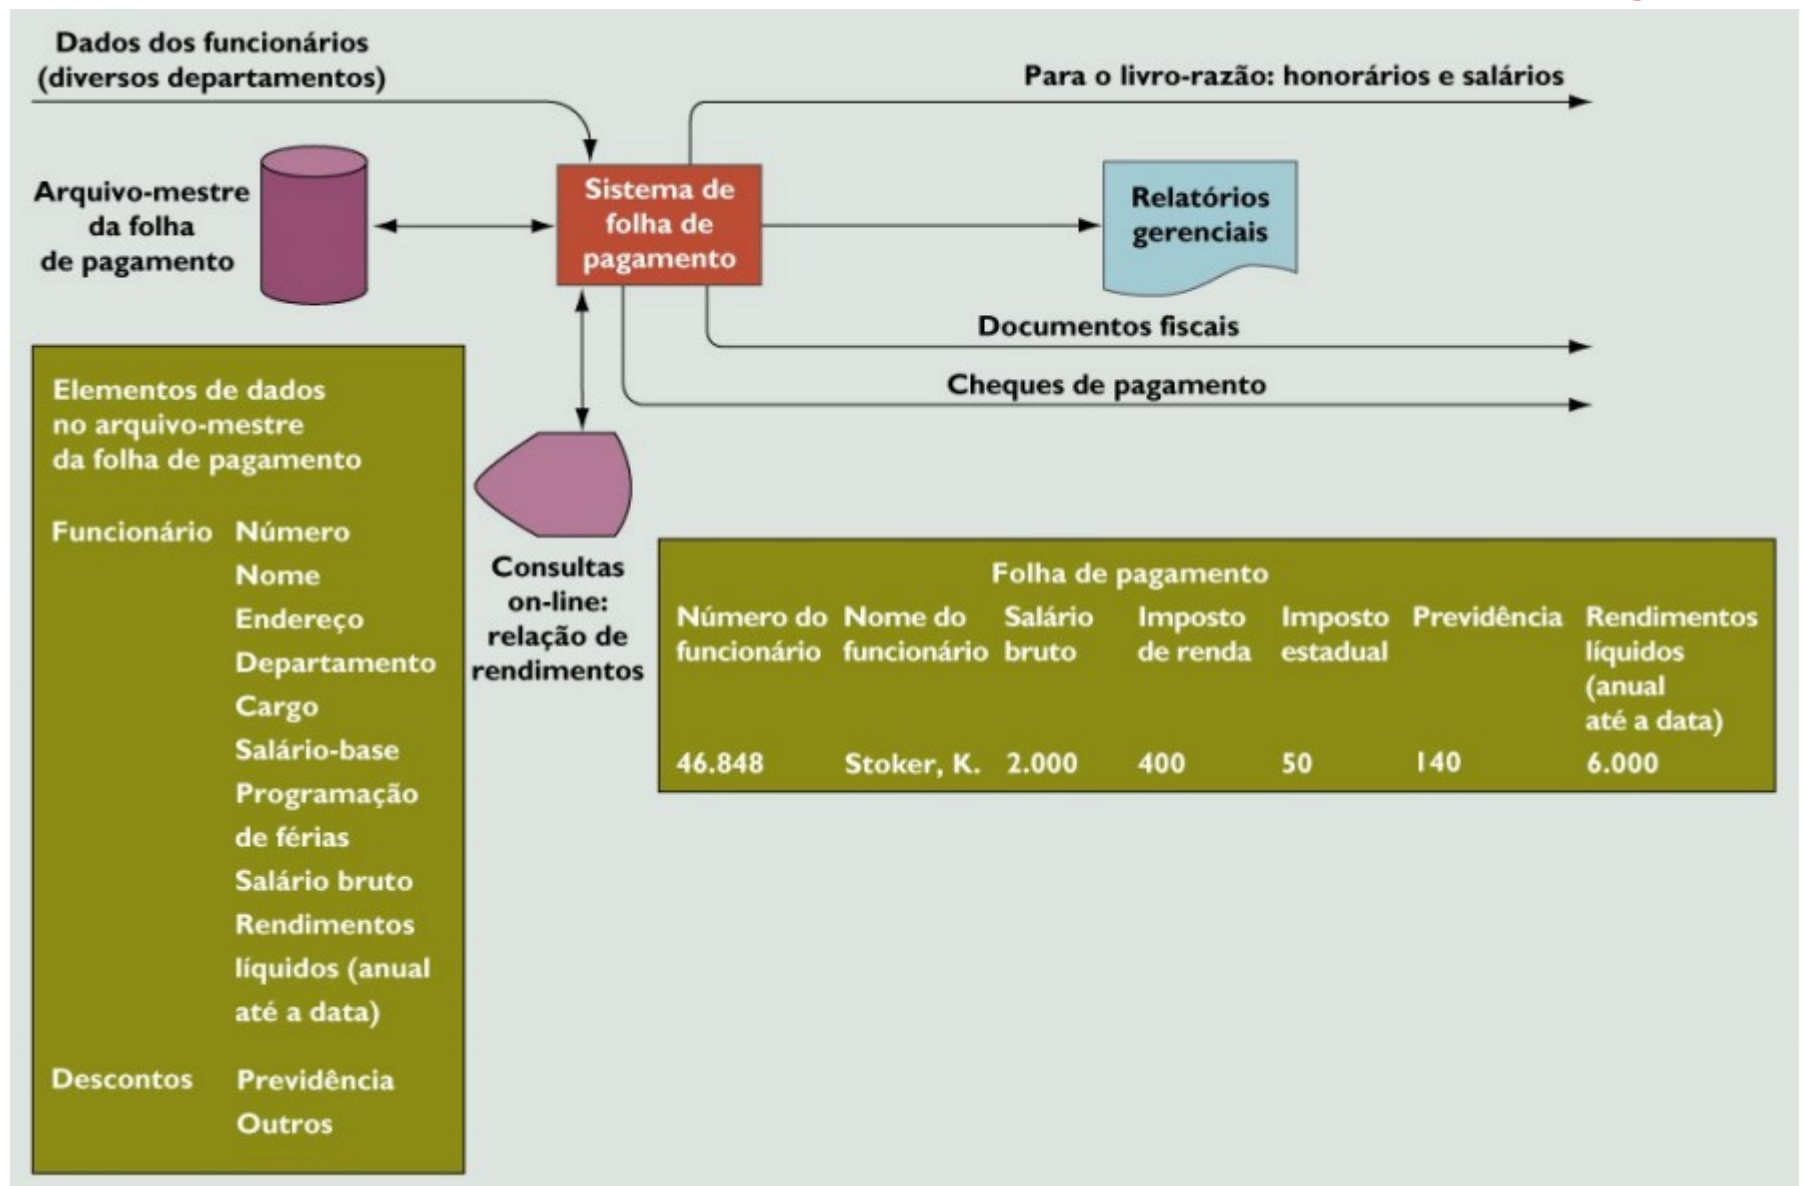 Dados dos funcionários
(diversos departamentos)
Para o livro-razão: honorários e salários
Arquivo-mestre
da folha
de pagamento
Sistema de
folha de
pagamento
Relatórios
gerenciais
Documentos fiscais
Cheques de pagamento
Elementos de dados
no arquivo-mestre
da folha de pagamento
Funcionário Número
Nome
Endereço
Departamento
Cargo
Salário-base
Programação
de férias
Salário bruto
Rendimentos
líquidos (anual
até a data)
Descontos Previdência
Outros
Consultas
on-line:
relação de
rendimentos
Folha de pagamento
Número do Nome do Salário Imposto Imposto Previdência Rendimentos
funcionário funcionário bruto de renda estadual líquidos
(anual
até a data)
46.848 Stoker, K. 2.000 400 50 140 6.000